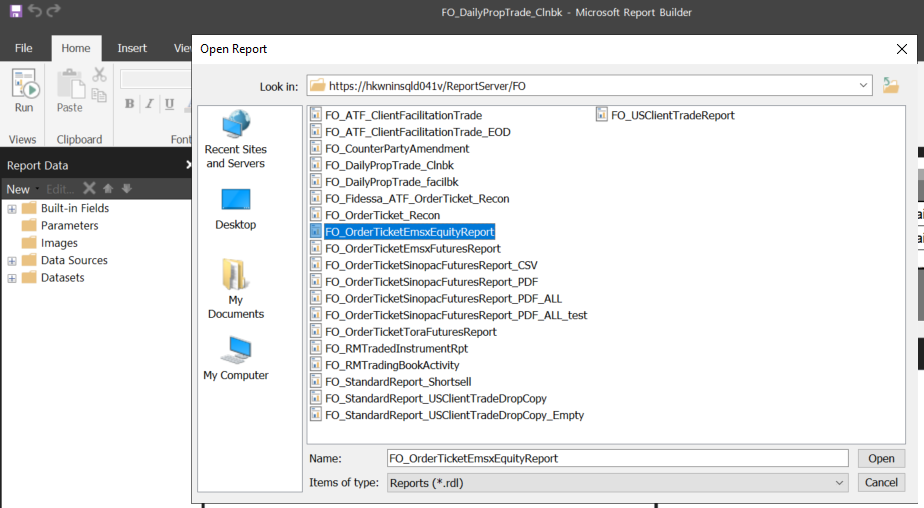 FO_DailyPropTrade_Clnbk - Microsoft Report Builder
File Home Insert
Open Report
Look in: https://hkwninsqld041v/ReportServer/FO
Run
Paste
B I U
Views Clipboard
Report Data
New Edit...
Built-in Fields
Parameters
Images
Data Sources
Datasets
Recent Sites
and Servers
Desktop
My
Documents
My Computer
FO_ATF_ClientFacilitationTrade
FO_ATF_ClientFacilitationTrade_EOD
FO_CounterPartyAmendment
FO_DailyPropTrade_Clnbk
FO_DailyPropTrade_facilbk
FO_Fidessa_ATF_OrderTicket_Recon
FO_OrderTicket_Recon
FO_OrderTicketEmsxEquityReport
FO_OrderTicketEmsxFuturesReport
FO_OrderTicketSinopacFuturesReport_CSV
FO_OrderTicketSinopacFuturesReport_PDF
FO_OrderTicketSinopacFuturesReport_PDF_ALL
FO_OrderTicketSinopacFuturesReport_PDF_ALL_test
FO_OrderTicketToraFuturesReport
FO_RMTradedInstrumentRpt
FO_RMTradingBookActivity
FO_StandardReport_Shortsell
FO_StandardReport_USClientTradeDropCopy
FO_StandardReport_USClientTradeDropCopy_Empty
FO_USClientTradeReport
Name: FO_OrderTicketEmsxEquityReport Open
Items of type: Reports (*.rdl) Cancel